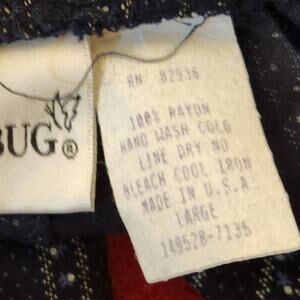 BUG®
RN 82936
100% RAYON
HAND WASH COLD
LINE DRY NO
BLEACH COOL IRON
MADE IN U.S.A
LARGE
149528-7135